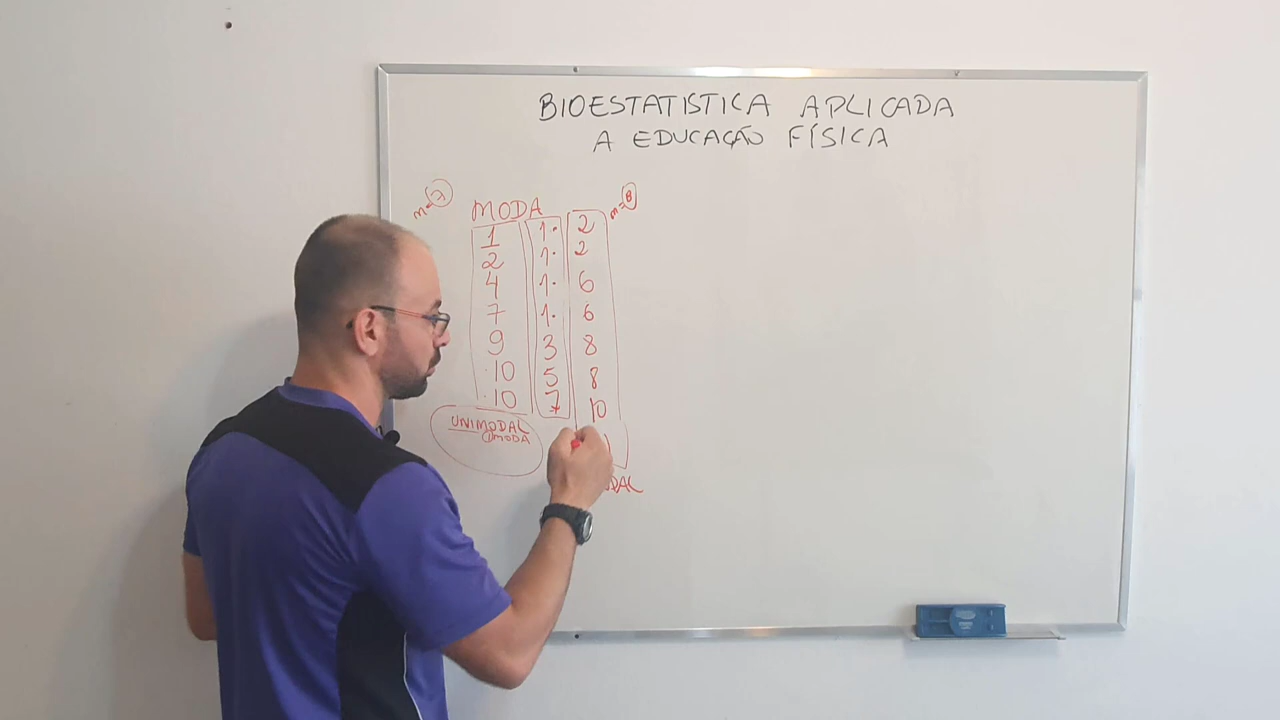 BIOESTATISTICA APLICADA
A EDUCAÇÃO FÍSICA
n=7 MODA n=8
1 1 2
2 1 2
4 1 6
7 1 6
9 3 8
10 5 8
10 7 10
UNIMODAL
1 MODA